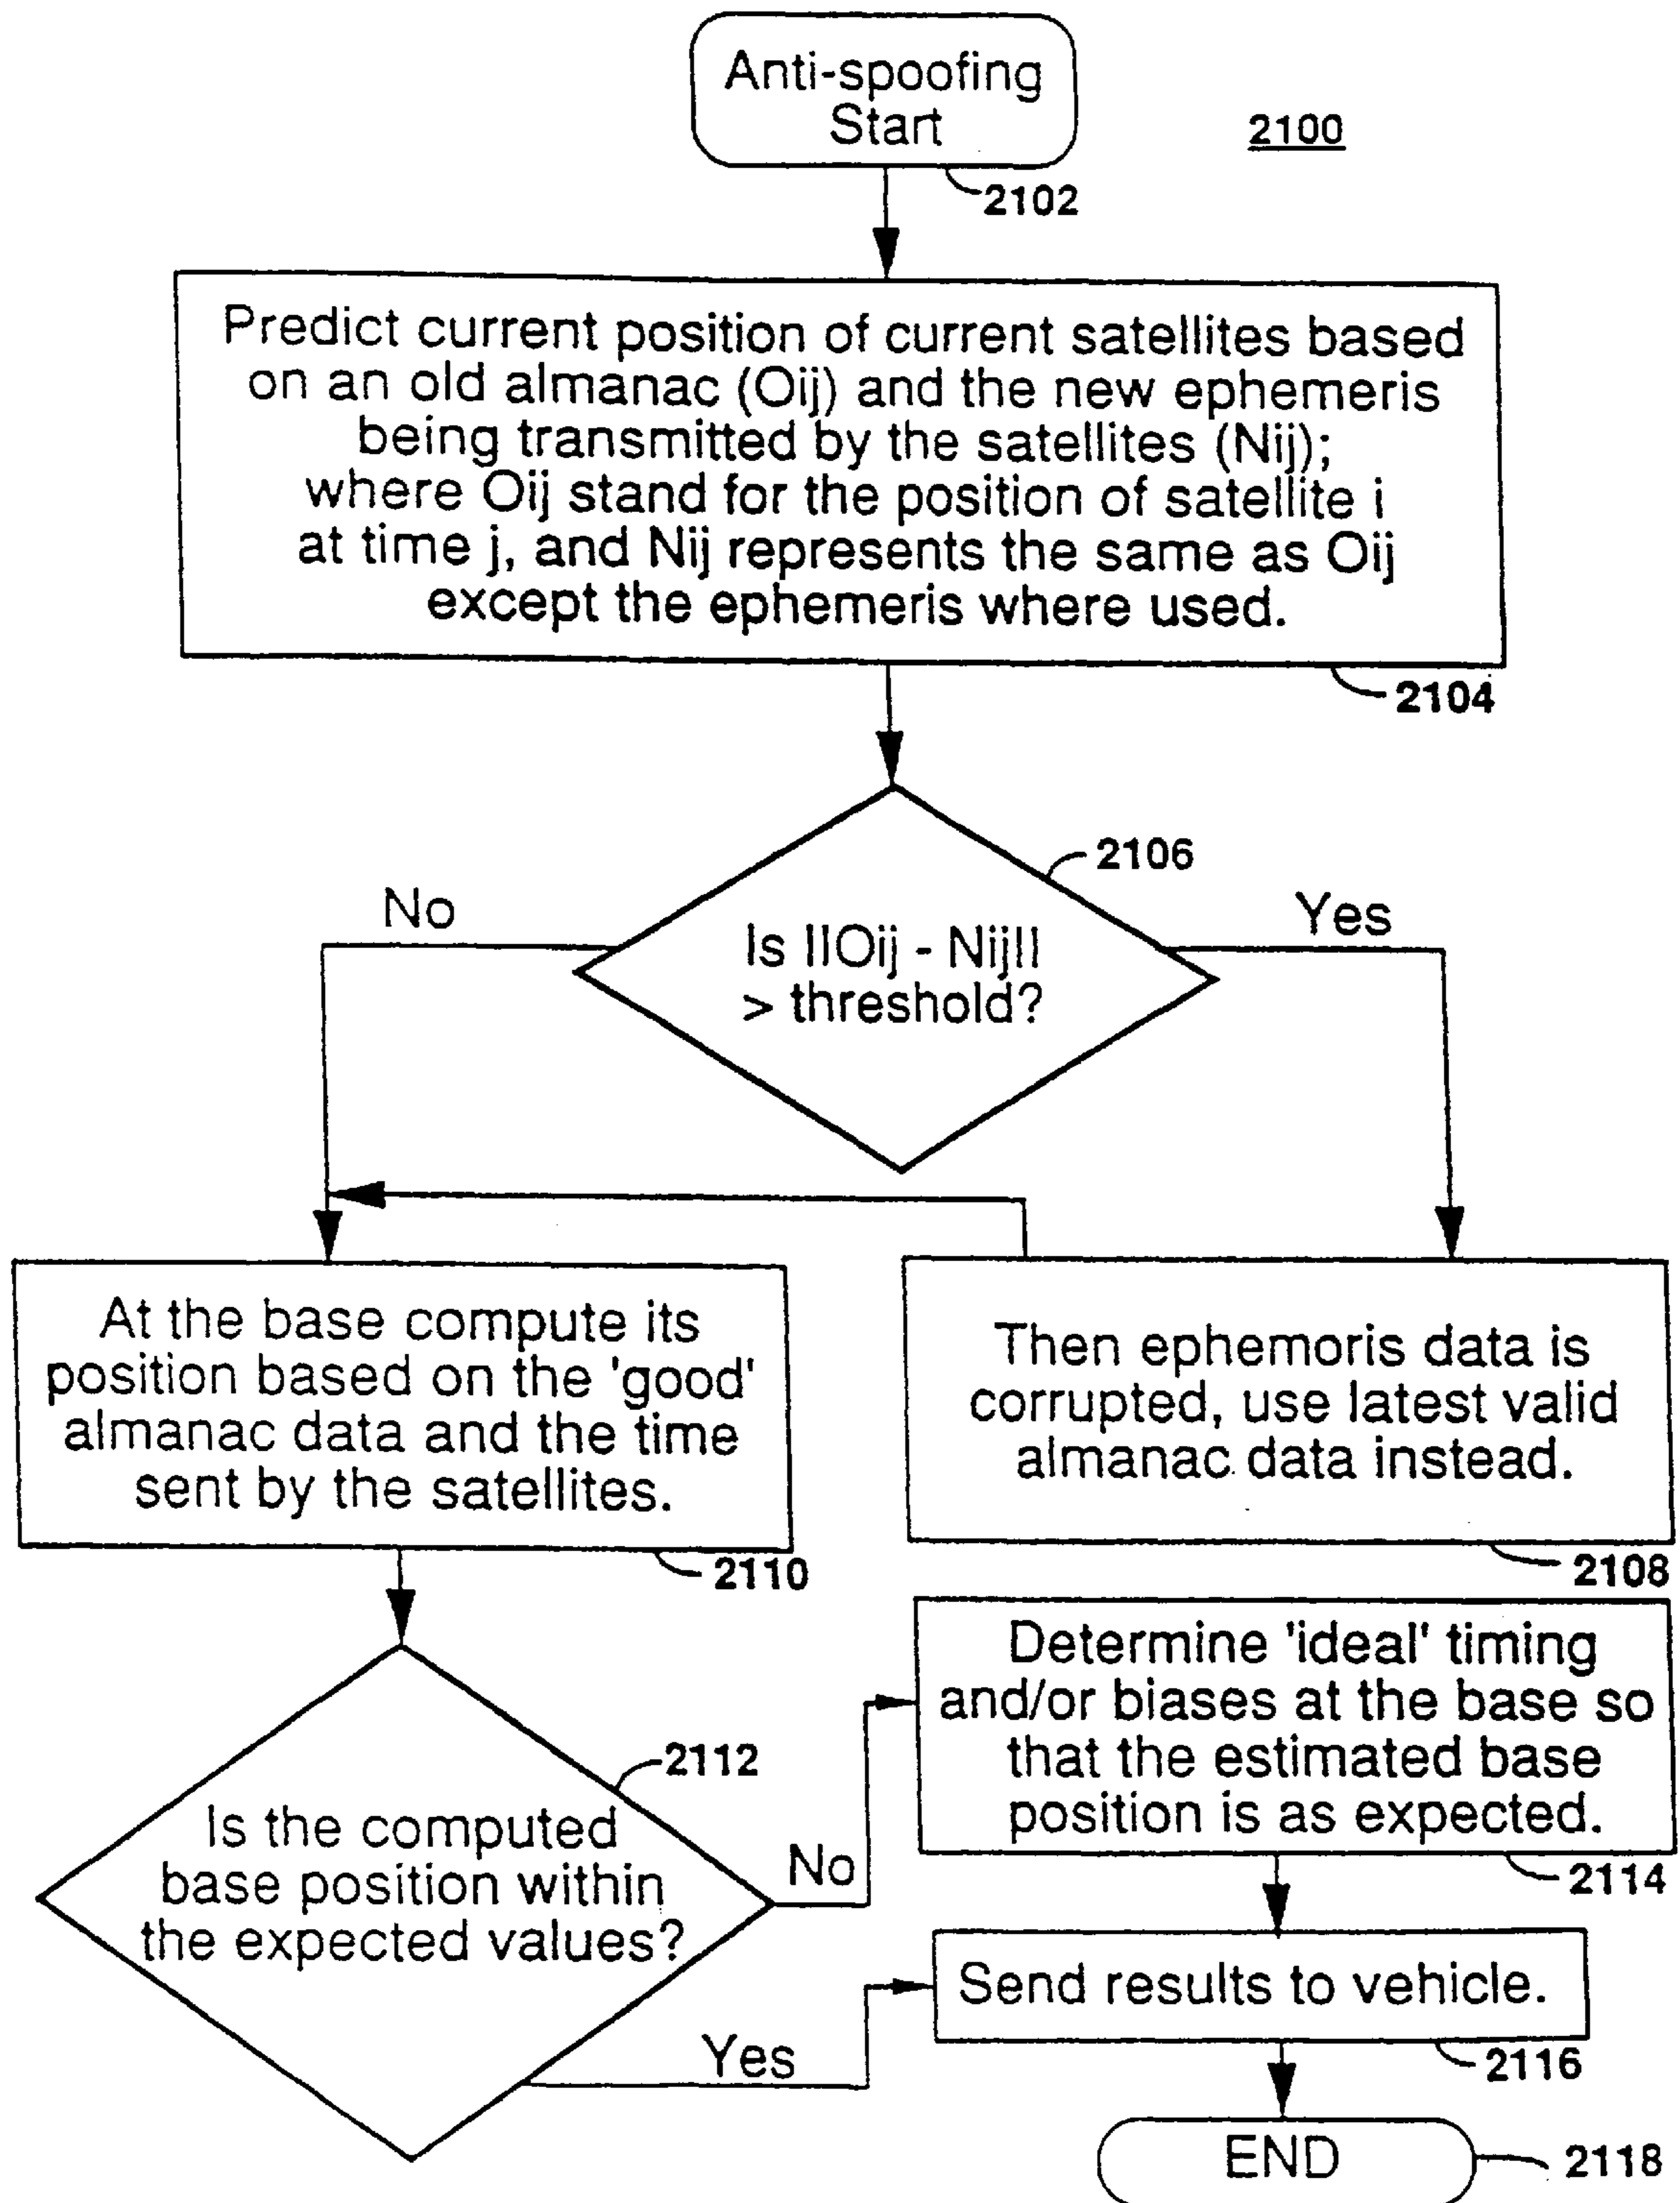 Anti-spoofing
Start
2100
2102
Predict current position of current satellites based
on an old almanac (Oij) and the new ephemeris
being transmitted by the satellites (Nij);
where Oij stand for the position of satellite i
at time j, and Nij represents the same as Oij
except the ephemeris where used.
2104
2106
No
Yes
Is llOij - Nijll
> threshold?
At the base compute its
position based on the 'good'
almanac data and the time
sent by the satellites.
2110
Then ephemoris data is
corrupted, use latest valid
almanac data instead.
2108
Determine 'ideal' timing
and/or biases at the base so
that the estimated base
position is as expected.
2114
2112
Is the computed
base position within
the expected values?
No
Yes
Send results to vehicle.
2116
END
2118